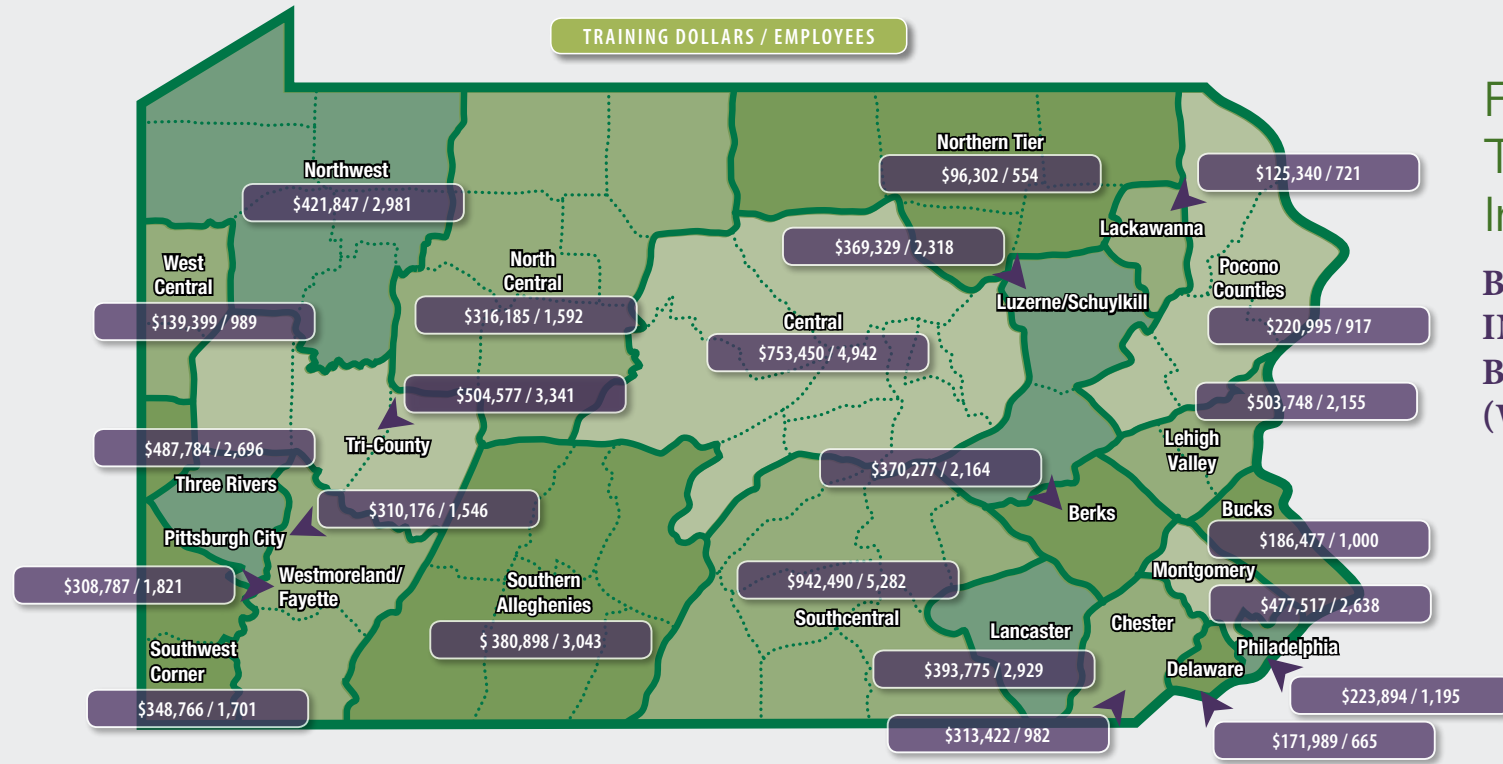 TRAINING DOLLARS / EMPLOYEES
Northwest
$421,847 / 2,981
West
Central
$139,399 / 989
North
Central
$316,185 / 1,592
Northern Tier
$96,302 / 554
$125,340 / 721
Lackawanna
$369,329 / 2,318
Luzerne/Schuylkill
Pocono
Counties
$220,995 / 917
Central
$753,450 / 4,942
$504,577 / 3,341
Tri-County
$503,748 / 2,155
Lehigh
Valley
$487,784 / 2,696
Three Rivers
$310,176 / 1,546
Pittsburgh City
$370,277 / 2,164
Berks
Bucks
$186,477 / 1,000
$308,787 / 1,821
Westmoreland/
Fayette
Southern
Alleghenies
$ 380,898 / 3,043
$942,490 / 5,282
Southcentral
Montgomery
$477,517 / 2,638
Lancaster
$393,775 / 2,929
Chester
Philadelphia
Delaware
Southwest
Corner
$348,766 / 1,701
$223,894 / 1,195
$313,422 / 982
$171,989 / 665